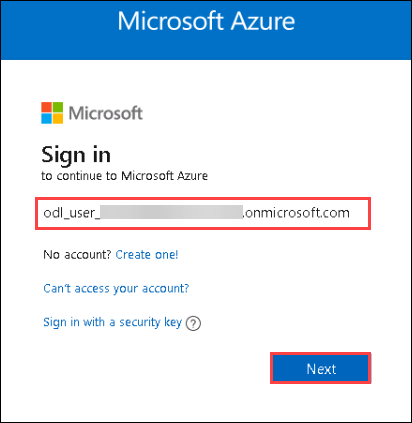 Microsoft Azure
Microsoft
Sign in
to continue to Microsoft Azure
odl_user_ .onmicrosoft.com
No account? Create one!
Can't access your account?
Sign in with a security key ?
Next